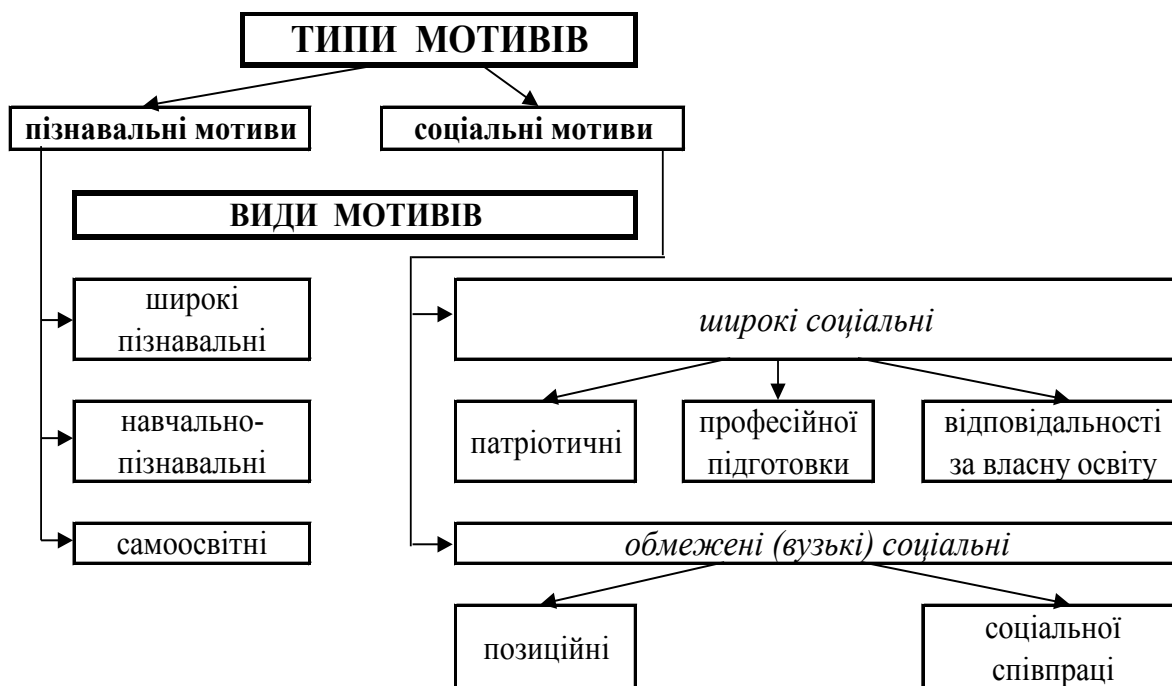 ТИПИ МОТИВІВ
пізнавальні мотиви
соціальні мотиви
ВИДИ МОТИВІВ
широкі
пізнавальні
широкі соціальні
навчально-
пізнавальні
патріотичні
професійної
підготовки
відповідальності
за власну освіту
самоосвітні
обмежені (вузькі) соціальні
позиційні
соціальної
співпраці